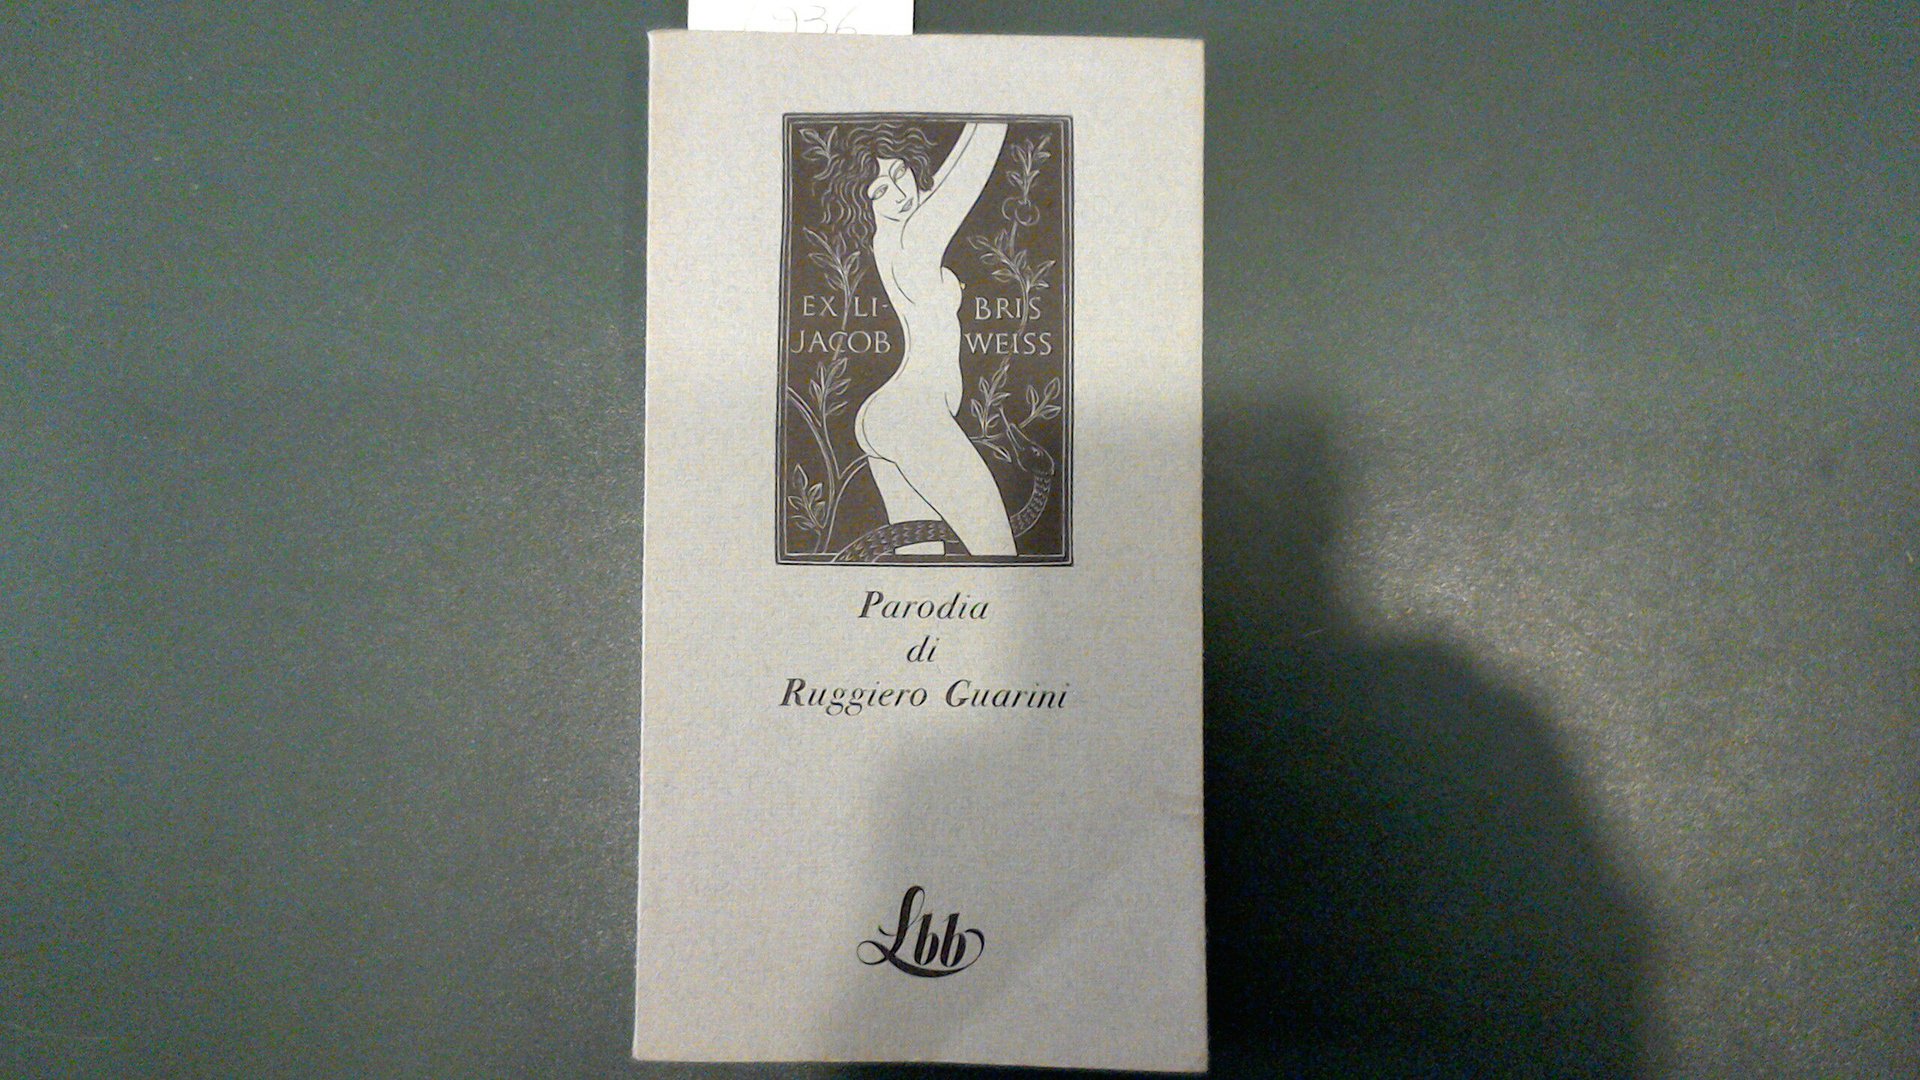 EX LI- BRIS
JACOB WEISS
Parodia
di
Ruggiero Guarini
Lbb